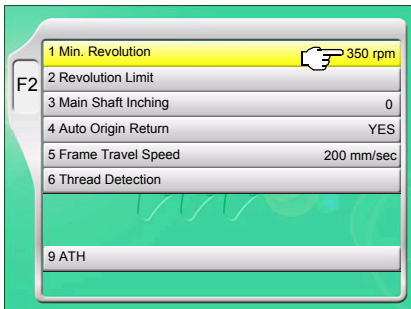 F2
1 Min. Revolution 350 rpm
2 Revolution Limit
3 Main Shaft Inching 0
4 Auto Origin Return YES
5 Frame Travel Speed 200 mm/sec
6 Thread Detection
9 ATH